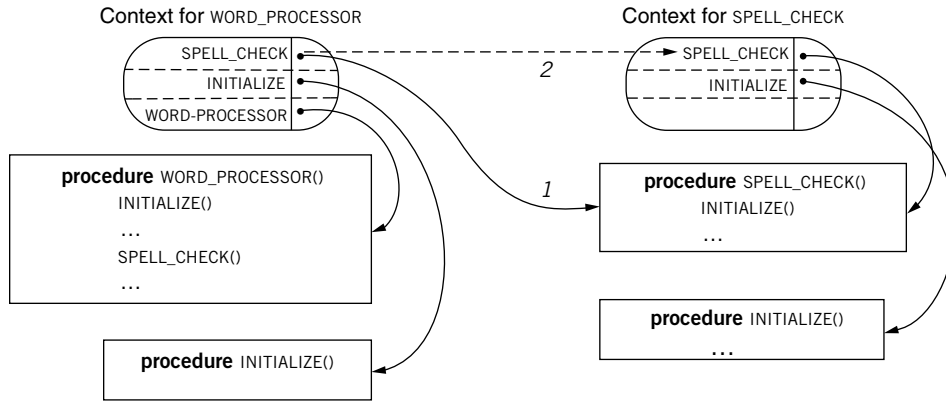 Context for WORD_PROCESSOR
SPELL_CHECK
INITIALIZE
WORD-PROCESSOR
procedure WORD_PROCESSOR()
INITIALIZE()
...
SPELL_CHECK()
...
procedure INITIALIZE()
2
1
Context for SPELL_CHECK
SPELL_CHECK
INITIALIZE
procedure SPELL_CHECK()
INITIALIZE()
...
procedure INITIALIZE()
...